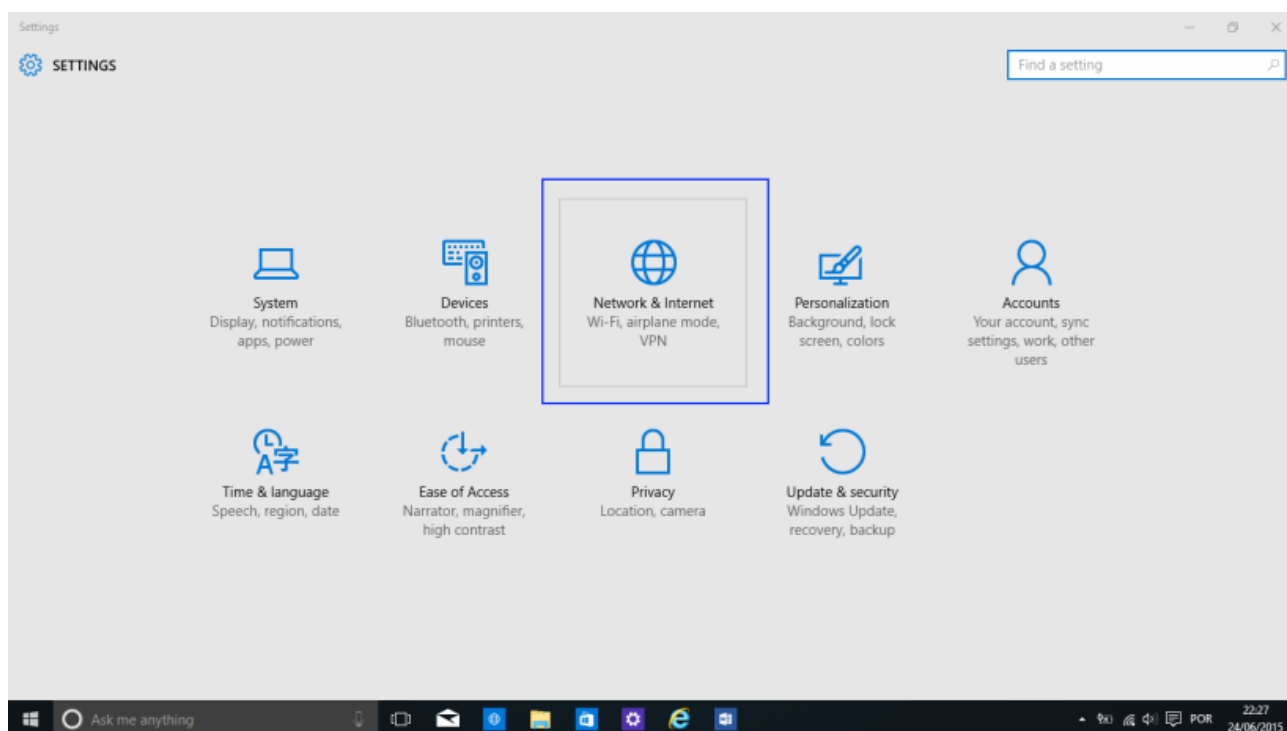 Settings
SETTINGS
Find a setting
System
Display, notifications,
apps, power
Devices
Bluetooth, printers,
mouse
Network & Internet
Wi-Fi, airplane mode,
VPN
Personalization
Background, lock
screen, colors
Accounts
Your account, sync
settings, work, other
users
Time & language
Speech, region, date
Ease of Access
Narrator, magnifier,
high contrast
Privacy
Location, camera
Update & security
Windows Update,
recovery, backup
Ask me anything
POR
22:27
24/06/2015